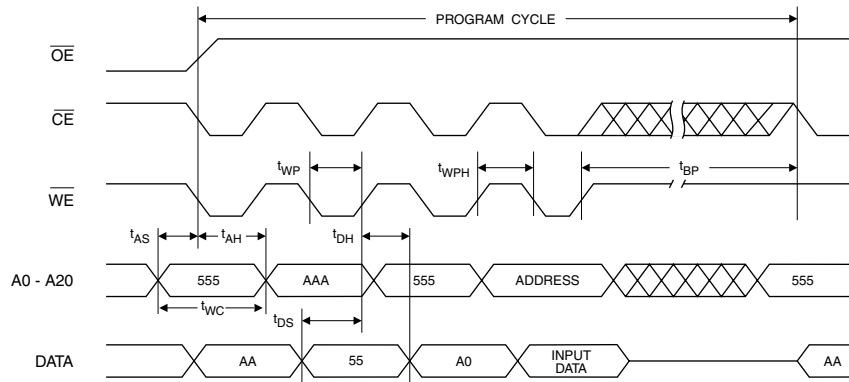 PROGRAM CYCLE
OE
CE
tWP
tWPH
tBP
WE
tAS
tAH
tDH
A0 - A20
555
AAA
555
ADDRESS
555
tWC
tDS
DATA
AA
55
A0
INPUT
DATA
AA